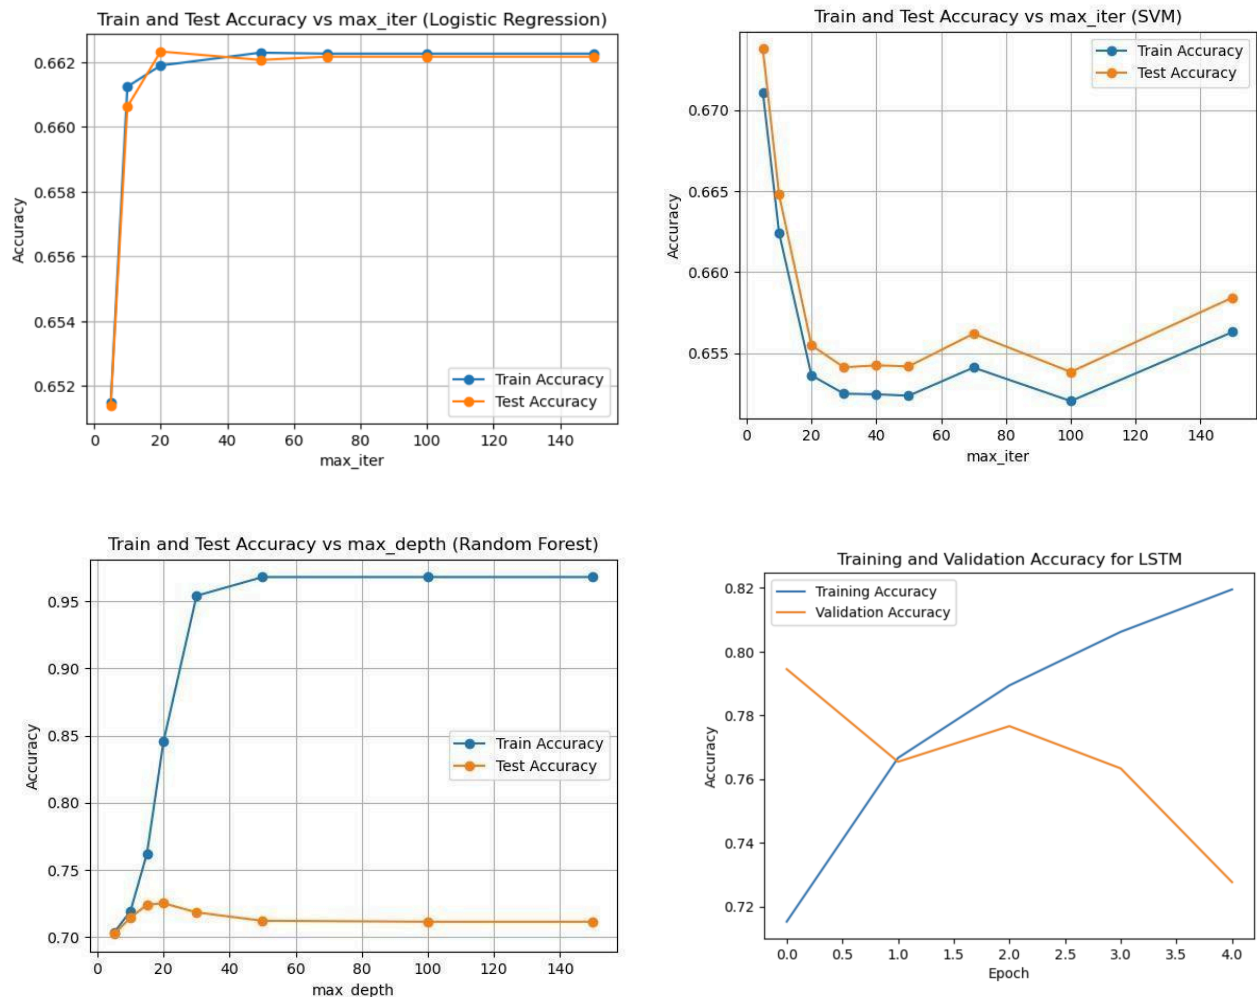 Train and Test Accuracy vs max_iter (Logistic Regression)
0.662
0.660
0.658
0.656
0.654
0.652
Accuracy
Train Accuracy
Test Accuracy
0 20 40 60 80 100 120 140
max_iter
Train and Test Accuracy vs max_iter (SVM)
Train Accuracy
Test Accuracy
0.670
0.665
0.660
0.655
Accuracy
0 20 40 60 80 100 120 140
max_iter
Train and Test Accuracy vs max_depth (Random Forest)
0.95
0.90
0.85
0.80
0.75
0.70
Accuracy
Train Accuracy
Test Accuracy
0 20 40 60 80 100 120 140
max_depth
Training and Validation Accuracy for LSTM
Training Accuracy
Validation Accuracy
0.82
0.80
0.78
0.76
0.74
0.72
Accuracy
0.0 0.5 1.0 1.5 2.0 2.5 3.0 3.5 4.0
Epoch